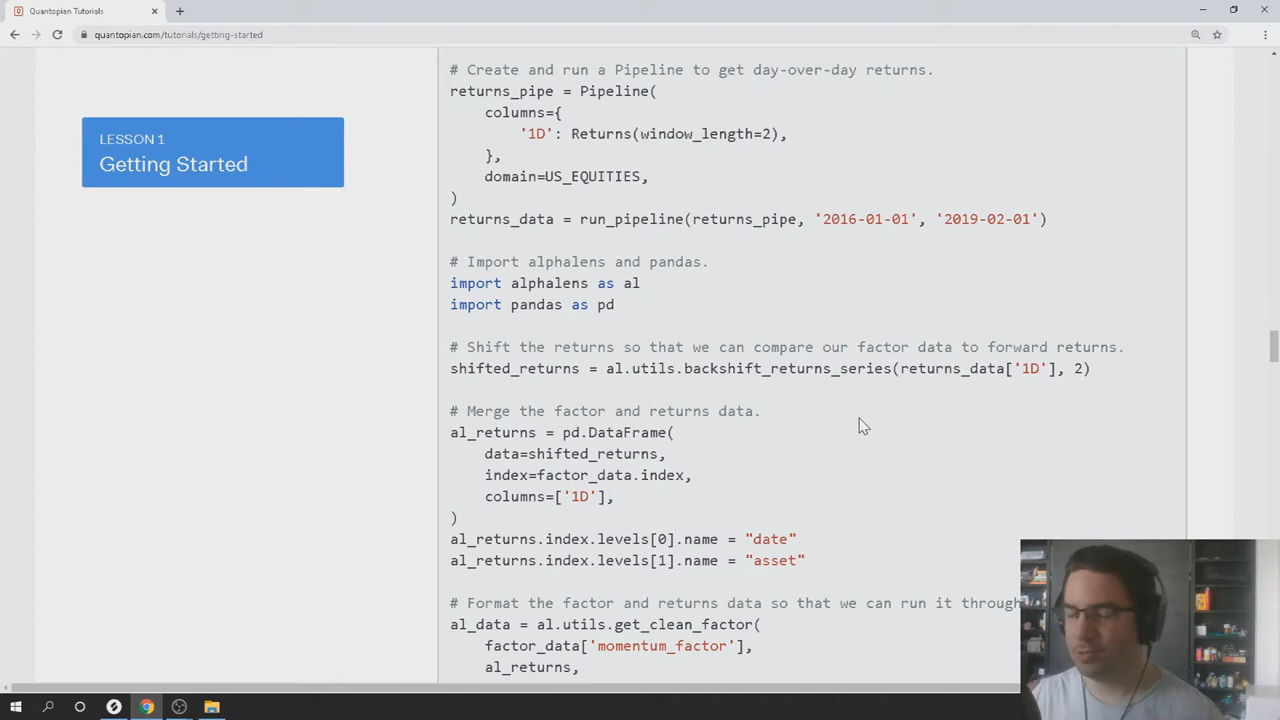 Quantopian Tutorials
quantopian.com/tutorials/getting-started
LESSON 1
Getting Started
# Create and run a Pipeline to get day-over-day returns.
returns_pipe = Pipeline(
columns={
'1D': Returns(window_length=2),
},
domain=US_EQUITIES,
)
returns_data = run_pipeline(returns_pipe, '2016-01-01', '2019-02-01')
# Import alphalens and pandas.
import alphalens as al
import pandas as pd
# Shift the returns so that we can compare our factor data to forward returns.
shifted_returns = al.utils.backshift_returns_series(returns_data['1D'], 2)
# Merge the factor and returns data.
al_returns = pd.DataFrame(
data=shifted_returns,
index=factor_data.index,
columns=['1D'],
)
al_returns.index.levels[0].name = "date"
al_returns.index.levels[1].name = "asset"
# Format the factor and returns data so that we can run it through
al_data = al.utils.get_clean_factor(
factor_data['momentum_factor'],
al_returns,